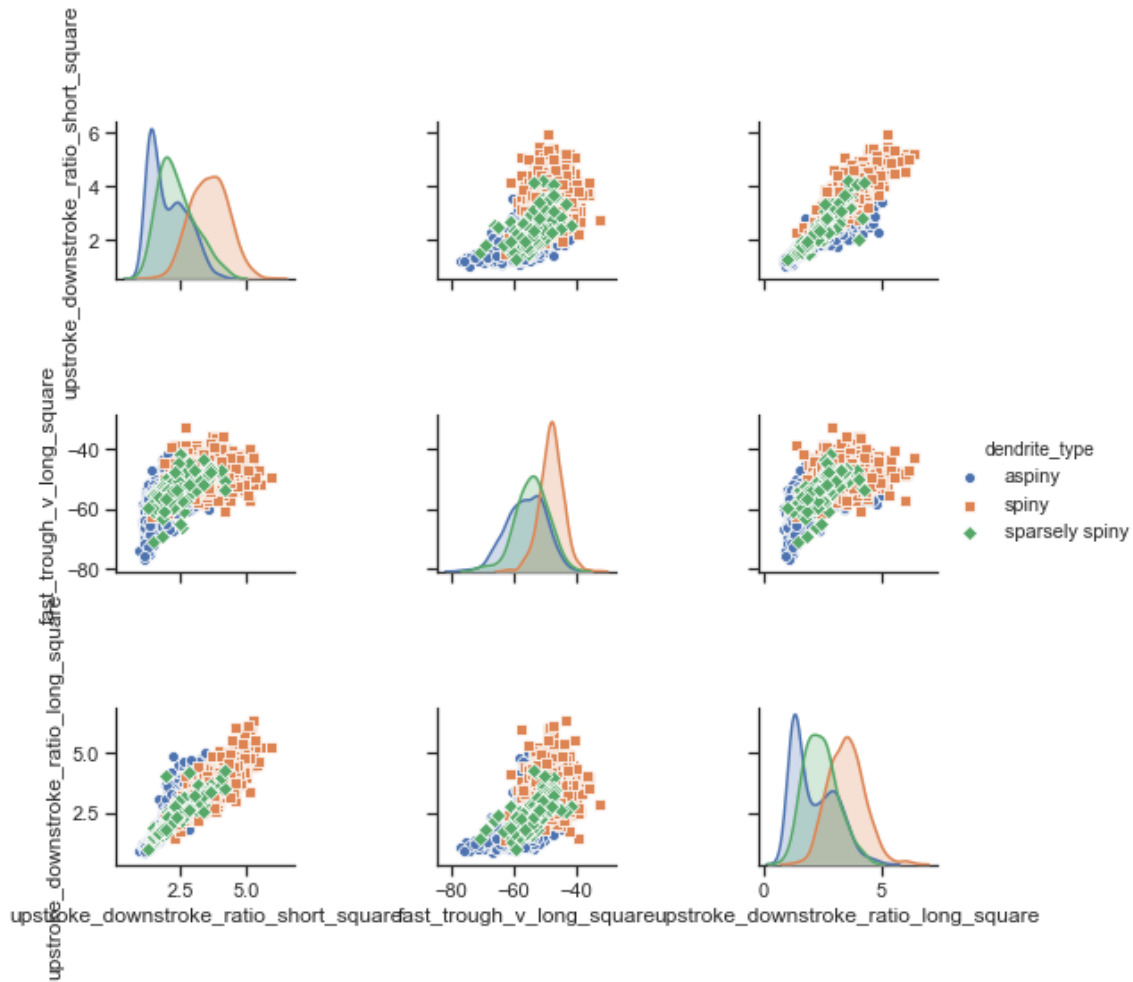 upstroke_downstroke_ratio_short_square
6
4
2
fast_trough_v_long_square
−40
−60
−80
dendrite_type
aspiny
spiny
sparsely spiny
upstroke_downstroke_ratio_long_square
5.0
2.5
2.5
5.0
−80
−60
−40
0
5
upstroke_downstroke_ratio_short_square
fast_trough_v_long_square
upstroke_downstroke_ratio_long_square